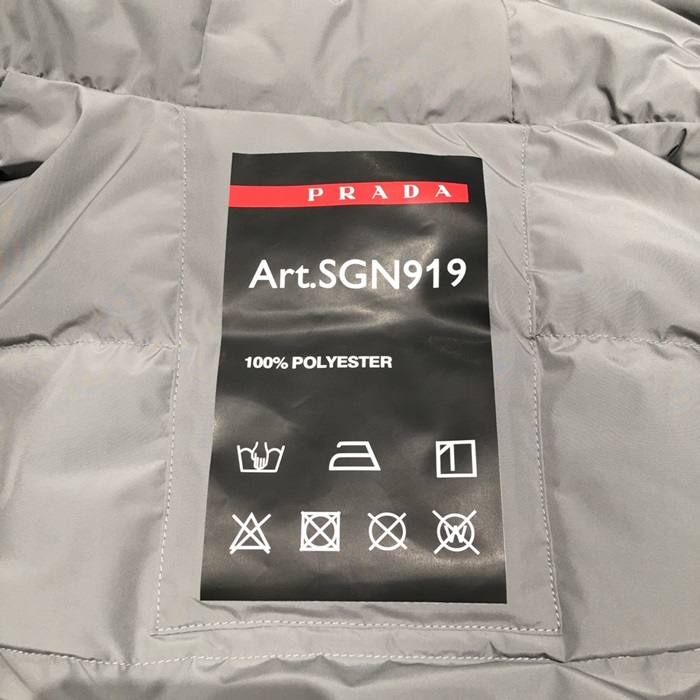 PRADA
Art.SGN919
100% POLYESTER
W